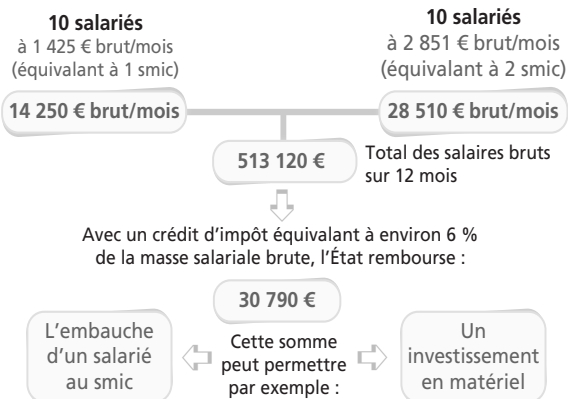 10 salariés
à 1 425 € brut/mois
(équivalant à 1 smic)
14 250 € brut/mois
10 salariés
à 2 851 € brut/mois
(équivalant à 2 smic)
28 510 € brut/mois
513 120 €
Total des salaires bruts
sur 12 mois
Avec un crédit d’impôt équivalant à environ 6 %
de la masse salariale brute, l’État rembourse :
30 790 €
L’embauche
d’un salarié
au smic
Cette somme
peut permettre
par exemple :
Un
investissement
en matériel